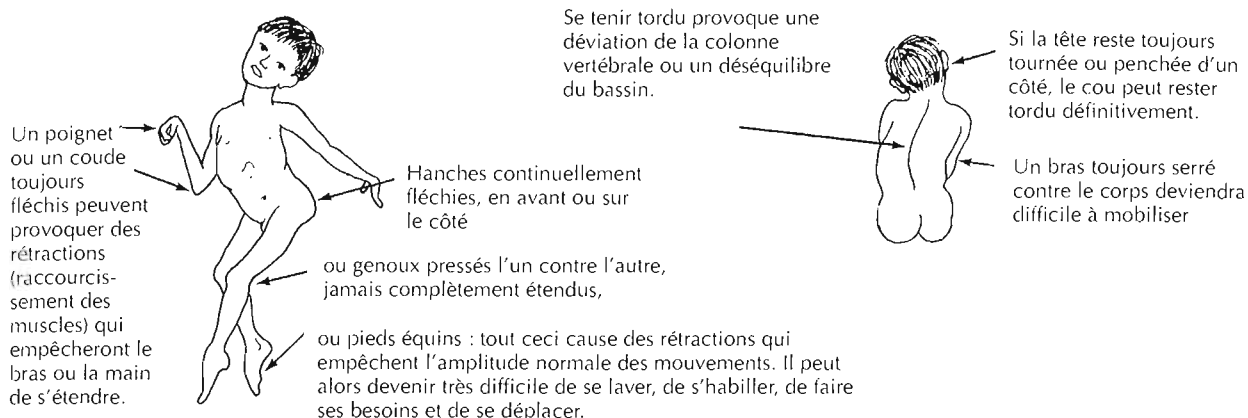 Se tenir tordu provoque une
déviation de la colonne
vertébrale ou un déséquilibre
du bassin.
Si la tête reste toujours
tournée ou penchée d'un
côté, le cou peut rester
tordu définitivement.
Un poignet
ou un coude
toujours
fléchis peuvent
provoquer des
rétractions
(raccourcis-
sement des
muscles) qui
empêcheront le
bras ou la main
de s'étendre.
Hanches continuellement
fléchies, en avant ou sur
le côté
Un bras toujours serré
contre le corps deviendra
difficile à mobiliser
ou genoux pressés l'un contre l'autre,
jamais complètement étendus,
ou pieds équins : tout ceci cause des rétractions qui
empêchent l'amplitude normale des mouvements. Il peut
alors devenir très difficile de se laver, de s'habiller, de faire
ses besoins et de se déplacer.